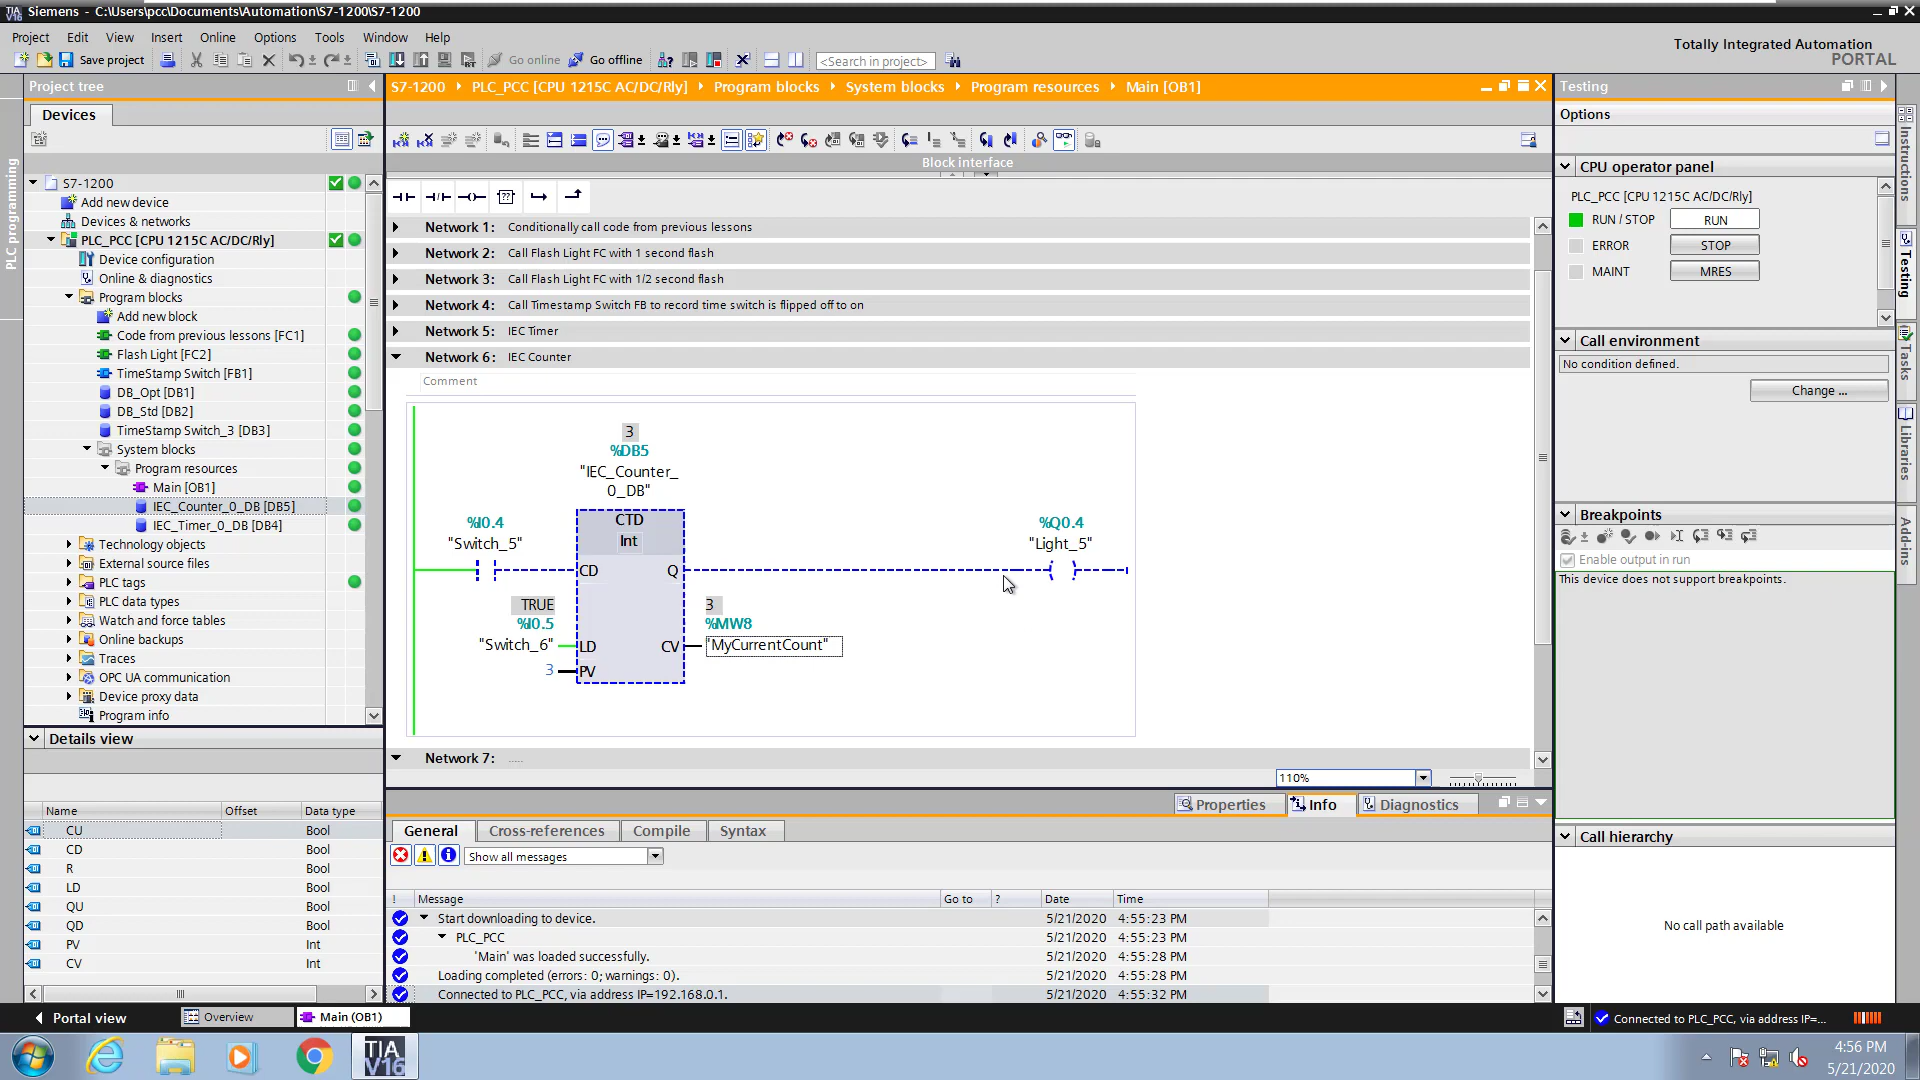 Siemens - C:\Users\pcc\Documents\Automation\S7-1200\S7-1200
Project Edit View Insert Online Options Tools Window Help
Totally Integrated Automation
PORTAL
Save project Go online Go offline <Search in project>
Project tree
S7-1200 PLC_PCC [CPU 1215C AC/DC/Rly] Program blocks System blocks Program resources Main [OB1]
Testing
Devices
Options
Block interface
CPU operator panel
PLC_PCC [CPU 1215C AC/DC/Rly]
RUN / STOP RUN
ERROR STOP
MAINT MRES
PLC programming
S7-1200
Add new device
Devices & networks
PLC_PCC [CPU 1215C AC/DC/Rly]
Device configuration
Online & diagnostics
Program blocks
Add new block
Code from previous lessons [FC1]
Flash Light [FC2]
TimeStamp Switch [FB1]
DB_Opt [DB1]
DB_Std [DB2]
TimeStamp Switch_3 [DB3]
System blocks
Program resources
Main [OB1]
IEC_Counter_0_DB [DB5]
IEC_Timer_0_DB [DB4]
Technology objects
External source files
PLC tags
PLC data types
Watch and force tables
Online backups
Traces
OPC UA communication
Device proxy data
Program info
Network 1: Conditionally call code from previous lessons
Network 2: Call Flash Light FC with 1 second flash
Network 3: Call Flash Light FC with 1/2 second flash
Network 4: Call Timestamp Switch FB to record time switch is flipped off to on
Network 5: IEC Timer
Network 6: IEC Counter
Comment
3
%DB5
"IEC_Counter_
0_DB"
CTD
Int
%I0.4
"Switch_5"
CD Q
%Q0.4
"Light_5"
TRUE
%I0.5
"Switch_6" LD
3 PV
3
%MW8
CV "MyCurrentCount"
Network 7: .....
110%
Call environment
No condition defined.
Change ...
Breakpoints
Enable output in run
This device does not support breakpoints.
Call hierarchy
No call path available
Instructions
Testing
Tasks
Libraries
Add-ins
Details view
Name Offset Data type
CU Bool
CD Bool
R Bool
LD Bool
QU Bool
QD Bool
PV Int
CV Int
Properties Info Diagnostics
General Cross-references Compile Syntax
Show all messages
! Message Go to ? Date Time
Start downloading to device. 5/21/2020 4:55:23 PM
PLC_PCC 5/21/2020 4:55:23 PM
'Main' was loaded successfully. 5/21/2020 4:55:28 PM
Loading completed (errors: 0; warnings: 0). 5/21/2020 4:55:28 PM
Connected to PLC_PCC, via address IP=192.168.0.1. 5/21/2020 4:55:32 PM
Portal view Overview Main (OB1)
Connected to PLC_PCC, via address IP=...
TIA
V16
4:56 PM
5/21/2020